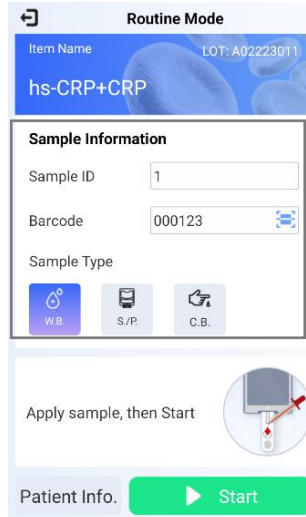 Routine Mode
Item Name
LOT: A02223011
hs-CRP+CRP
Sample Information
Sample ID
1
Barcode
000123
Sample Type
W.B.
S./P.
C.B.
Apply sample, then Start
Patient Info.
Start